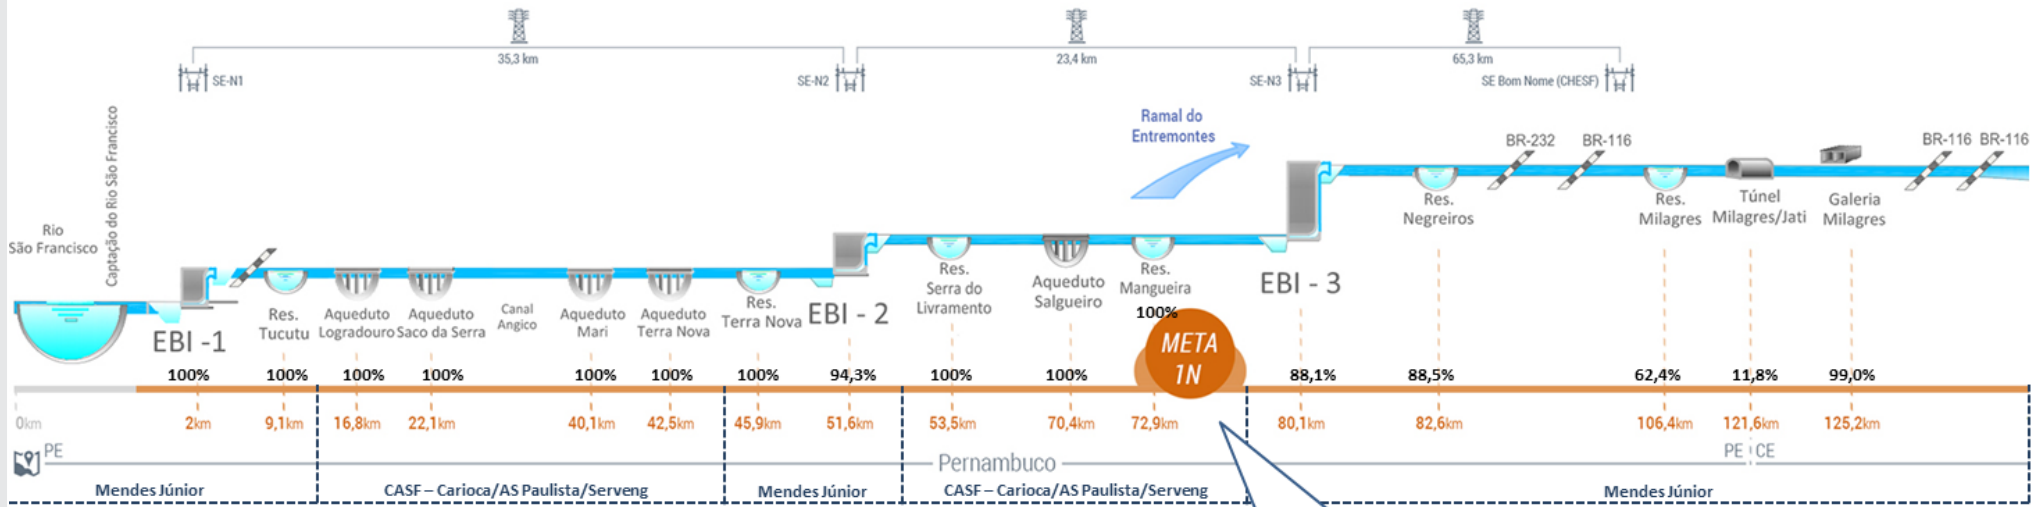 35,3 km
23,4 km
65,3 km
SE-N1
SE-N2
SE-N3
SE Bom Nome (CHESF)
Captação do Rio São Francisco
Ramal do
Entremontes
BR-232
BR-116
BR-116
BR-116
Rio
São Francisco
Res.
Negreiros
Res.
Milagres
Túnel
Milagres/Jati
Galeria
Milagres
EBI -1
Res.
Tucutu
Aqueduto
Logradouro
Aqueduto
Saco da Serra
Canal
Angico
Aqueduto
Mari
Aqueduto
Terra Nova
Res.
Terra Nova
EBI - 2
Res.
Serra do
Livramento
Aqueduto
Salgueiro
Res.
Mangueira
100%
EBI - 3
META
1N
100%
100%
100%
100%
100%
100%
100%
94,3%
100%
100%
88,1%
88,5%
62,4%
11,8%
99,0%
0km
2km
9,1km
16,8km
22,1km
40,1km
42,5km
45,9km
51,6km
53,5km
70,4km
72,9km
80,1km
82,6km
106,4km
121,6km
125,2km
PE
Pernambuco
PE CE
Mendes Júnior
CASF – Carioca/AS Paulista/Serveng
Mendes Júnior
CASF – Carioca/AS Paulista/Serveng
Mendes Júnior